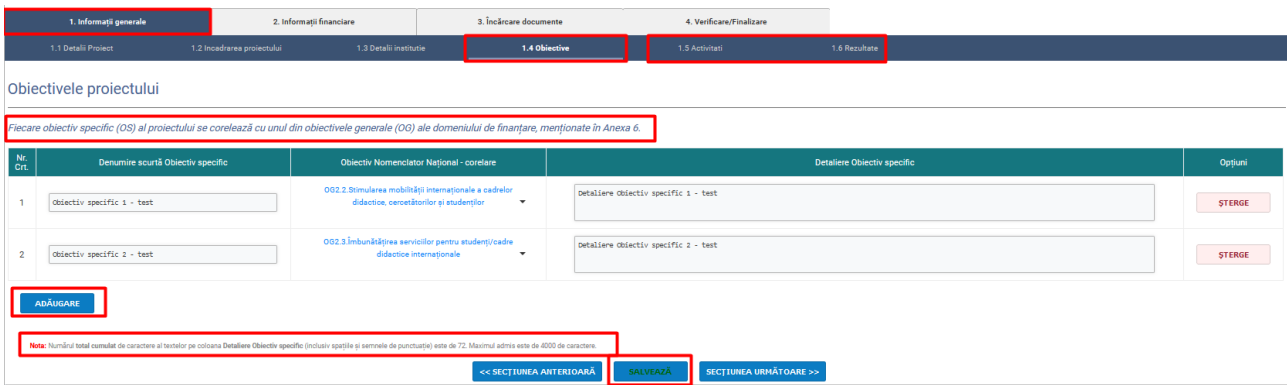 1. Informații generale
2. Informații financiare
3. Încărcare documente
4. Verificare/Finalizare
1.1 Detalii Proiect
1.2 Incadrarea proiectului
1.3 Detalii institutie
1.4 Obiective
1.5 Activitati
1.6 Rezultate
Obiectivele proiectului
Fiecare obiectiv specific (OS) al proiectului se corelează cu unul din obiectivele generale (OG) ale domeniului de finanțare, menționate în Anexa 6.
Nr. Crt.
Denumire scurtă Obiectiv specific
Obiectiv Nomenclator Național - corelare
Detaliere Obiectiv specific
Opțiuni
1
Obiectiv specific 1 - test
OG2.2.Stimularea mobilității internaționale a cadrelor
didactice, cercetătorilor și studenților
Detaliere Obiectiv specific 1 - test
ȘTERGE
2
Obiectiv specific 2 - test
OG2.3.Îmbunătățirea serviciilor pentru studenți/cadre
didactice internaționale
Detaliere Obiectiv specific 2 - test
ȘTERGE
ADĂUGARE
Nota: Numărul total cumulat de caractere al textelor pe coloana Detaliere Obiectiv specific (inclusiv spațiile și semnele de punctuație) este de 72. Maximul admis este de 4000 de caractere.
<< SECȚIUNEA ANTERIOARĂ
SALVEAZĂ
SECȚIUNEA URMĂTOARE >>